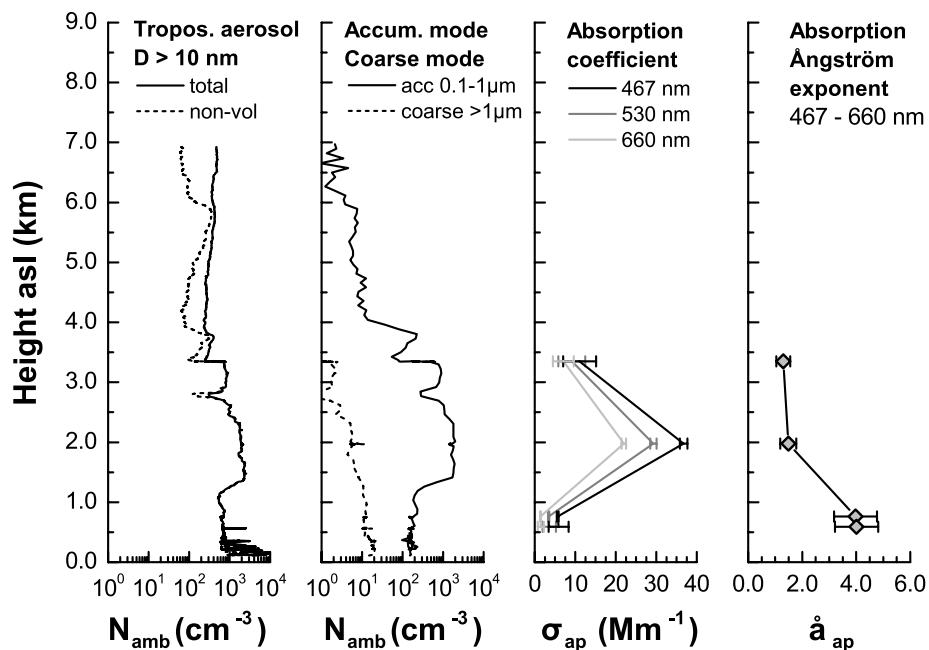 9.0
8.0
7.0
6.0
5.0
4.0
3.0
2.0
1.0
0.0
Height asl (km)
Tropos. aerosol
D > 10 nm
total
non-vol
10⁰ 10¹ 10² 10³ 10⁴
N_amb (cm⁻³)
Accum. mode
Coarse mode
acc 0.1-1µm
coarse >1µm
10⁰ 10¹ 10² 10³ 10⁴
N_amb (cm⁻³)
Absorption
coefficient
467 nm
530 nm
660 nm
0 10 20 30 40
σ_ap (Mm⁻¹)
Absorption
Ångström
exponent
467 - 660 nm
0.0 2.0 4.0 6.0
å_ap